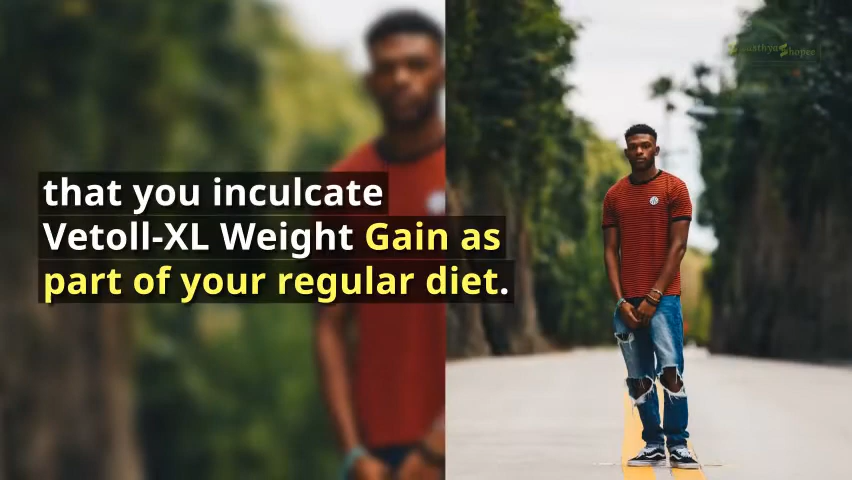 that you inculcate
Vetoll-XL Weight Gain as
part of your regular diet.